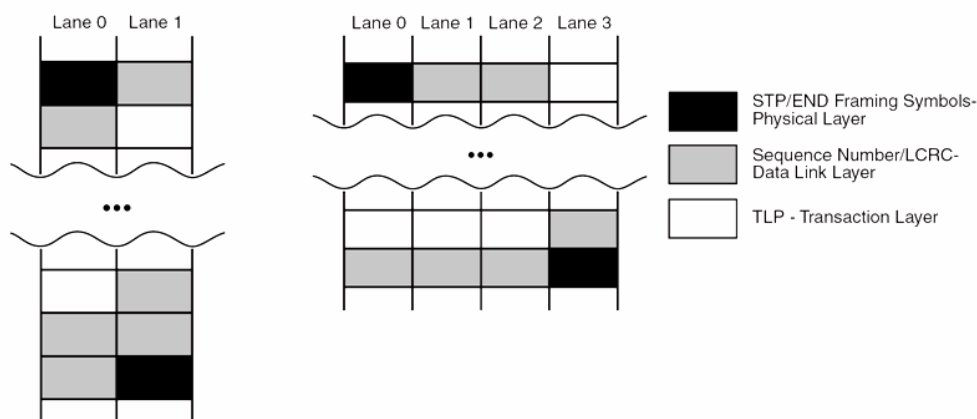 Lane 0 Lane 1
Lane 0 Lane 1 Lane 2 Lane 3
STP/END Framing Symbols-
Physical Layer
Sequence Number/LCRC-
Data Link Layer
TLP - Transaction Layer